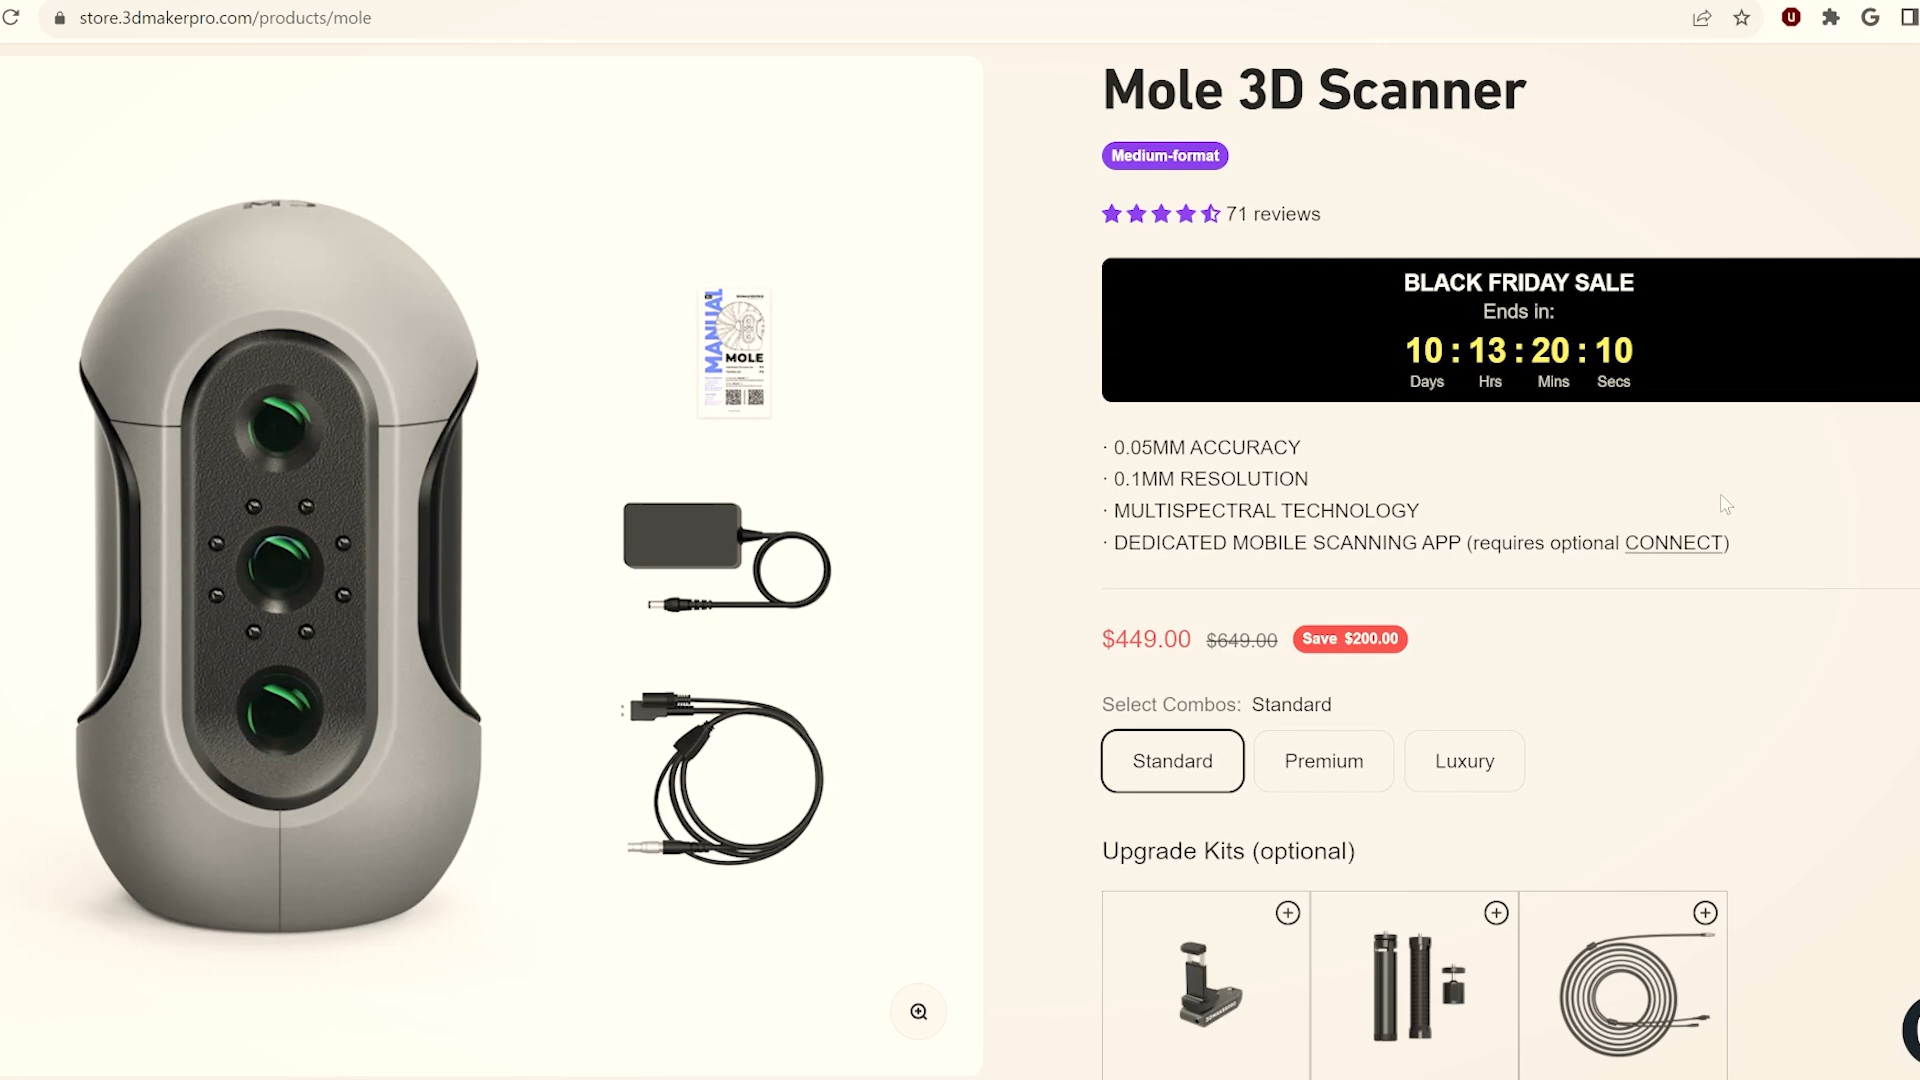 store.3dmakerpro.com/products/mole
Mole 3D Scanner
Medium-format
71 reviews
BLACK FRIDAY SALE
Ends in:
10 : 13 : 20 : 10
Days Hrs Mins Secs
· 0.05MM ACCURACY
· 0.1MM RESOLUTION
· MULTISPECTRAL TECHNOLOGY
· DEDICATED MOBILE SCANNING APP (requires optional CONNECT)
$449.00 $649.00 Save $200.00
Select Combos: Standard
Standard Premium Luxury
Upgrade Kits (optional)
MANUAL
MOLE